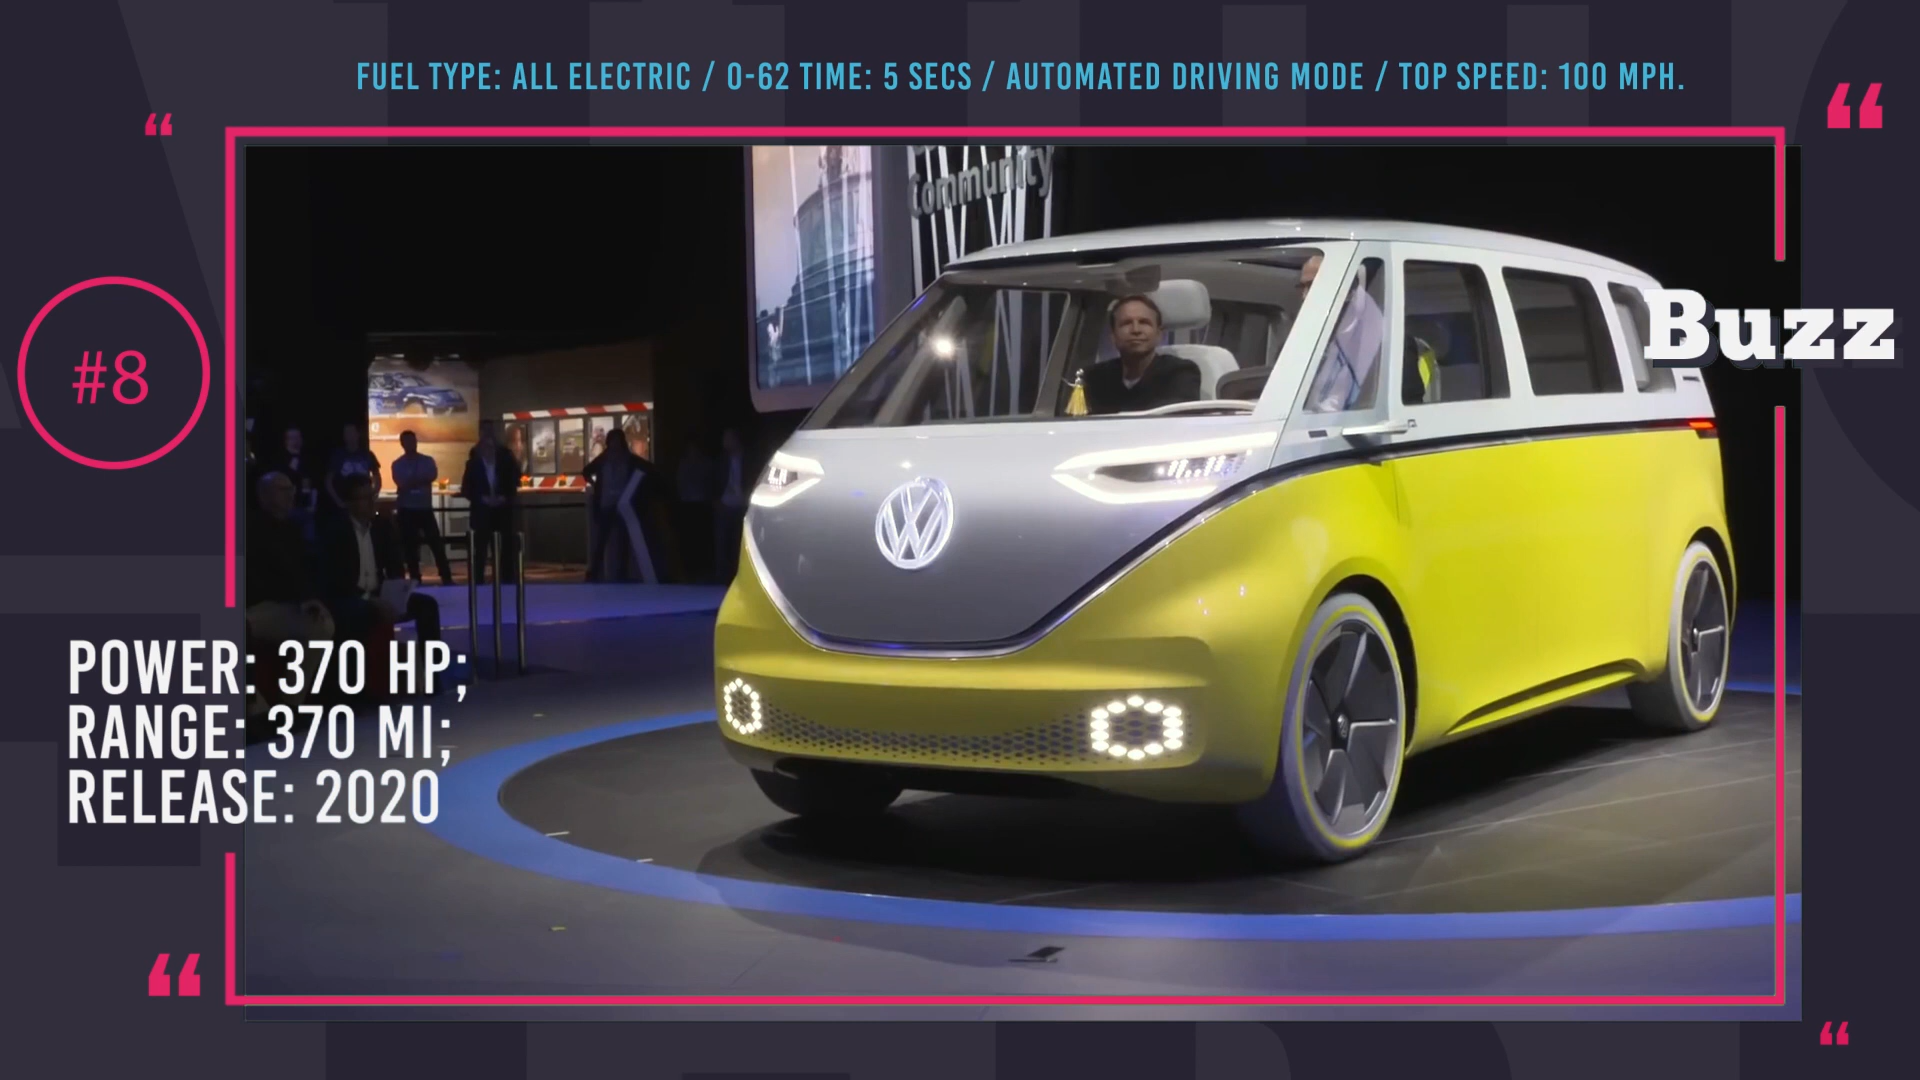 FUEL TYPE: ALL ELECTRIC / 0-62 TIME: 5 SECS / AUTOMATED DRIVING MODE / TOP SPEED: 100 MPH.
Community
Buzz
#8
VW
POWER: 370 HP;
RANGE: 370 MI;
RELEASE: 2020